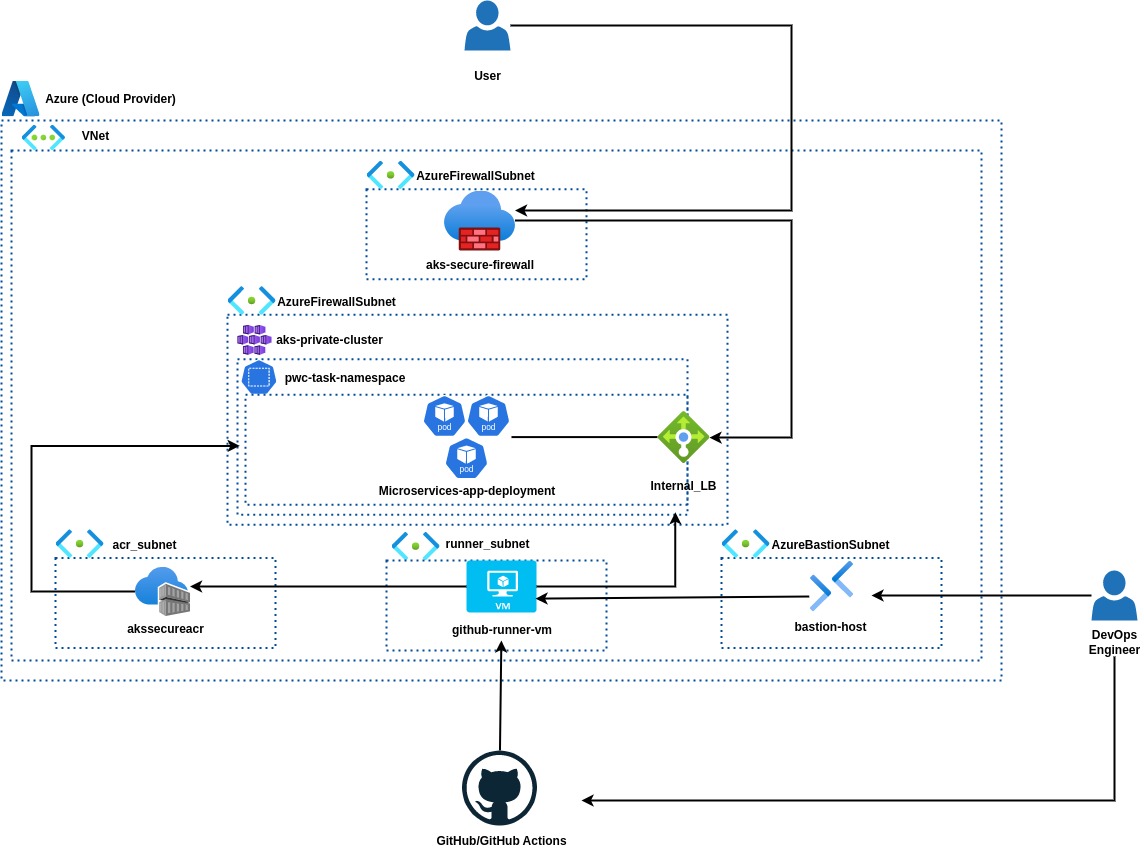 User
Azure (Cloud Provider)
VNet
AzureFirewallSubnet
aks-secure-firewall
AzureFirewallSubnet
aks-private-cluster
pwc-task-namespace
pod
pod
pod
Microservices-app-deployment
Internal_LB
acr_subnet
runner_subnet
AzureBastionSubnet
VM
akssecureacr
github-runner-vm
bastion-host
DevOps
Engineer
GitHub/GitHub Actions